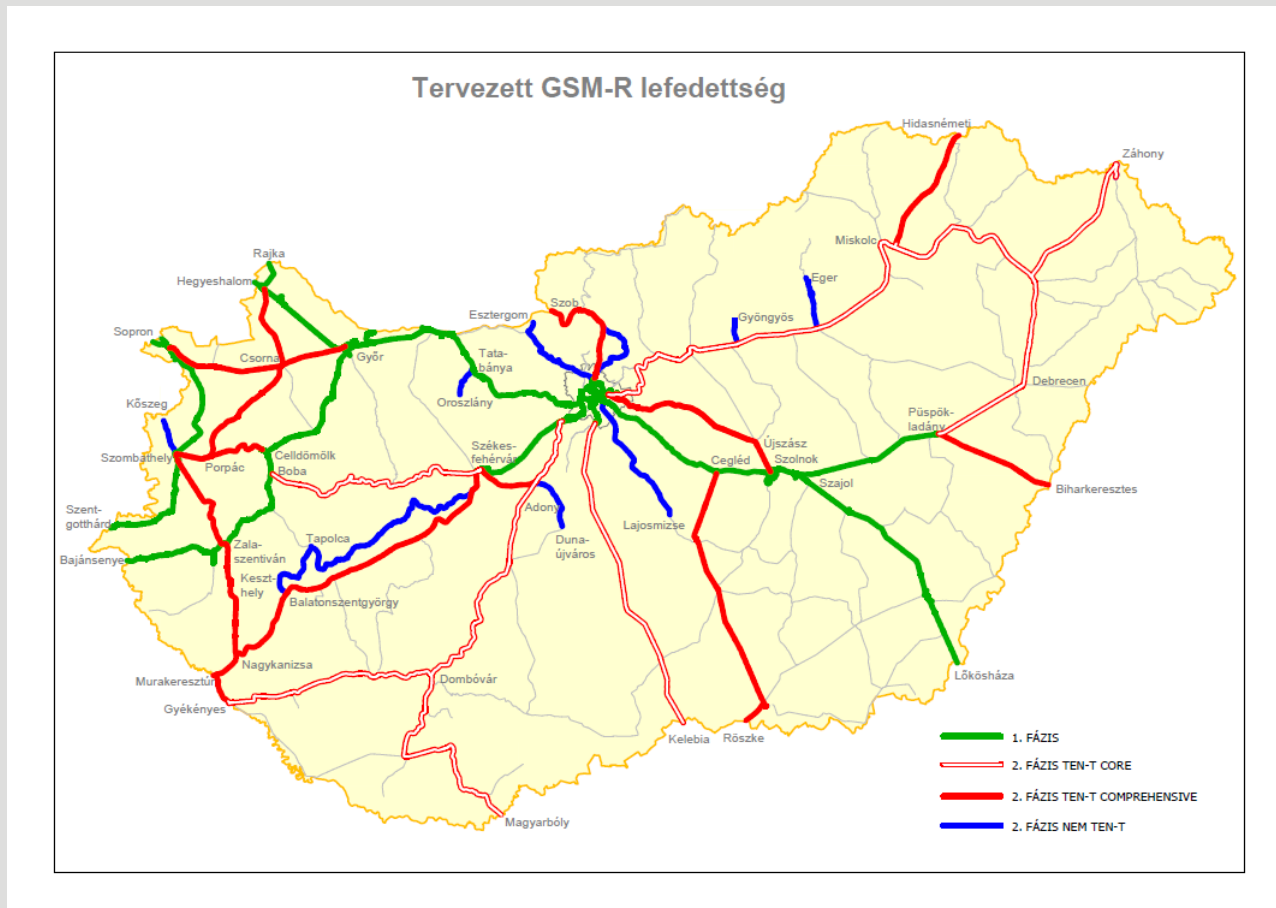 Tervezett GSM-R lefedettség
Hidasnémeti
Záhony
Miskolc
Rajka
Hegyeshalom
Eger
Szob
Esztergom
Gyöngyös
Sopron
Csorna
Győr
Tata-
bánya
Oroszlány
Debrecen
Kőszeg
Püspök-
ladány
Szombathely
Porpác
Celldömölk
Boba
Székes-
fehérvár
Újszász
Cegléd
Szolnok
Szajol
Biharkeresztes
Szent-
gotthárd
Adony
Lajosmizse
Duna-
újváros
Bajánsenye
Zala-
szentiván
Tapolca
Keszt-
hely
Balatonszentgyörgy
Nagykanizsa
Murakeresztúr
Gyékényes
Dombóvár
Lőkösháza
Kelebia
Röszke
Magyarbóly
1. FÁZIS
2. FÁZIS TEN-T CORE
2. FÁZIS TEN-T COMPREHENSIVE
2. FÁZIS NEM TEN-T